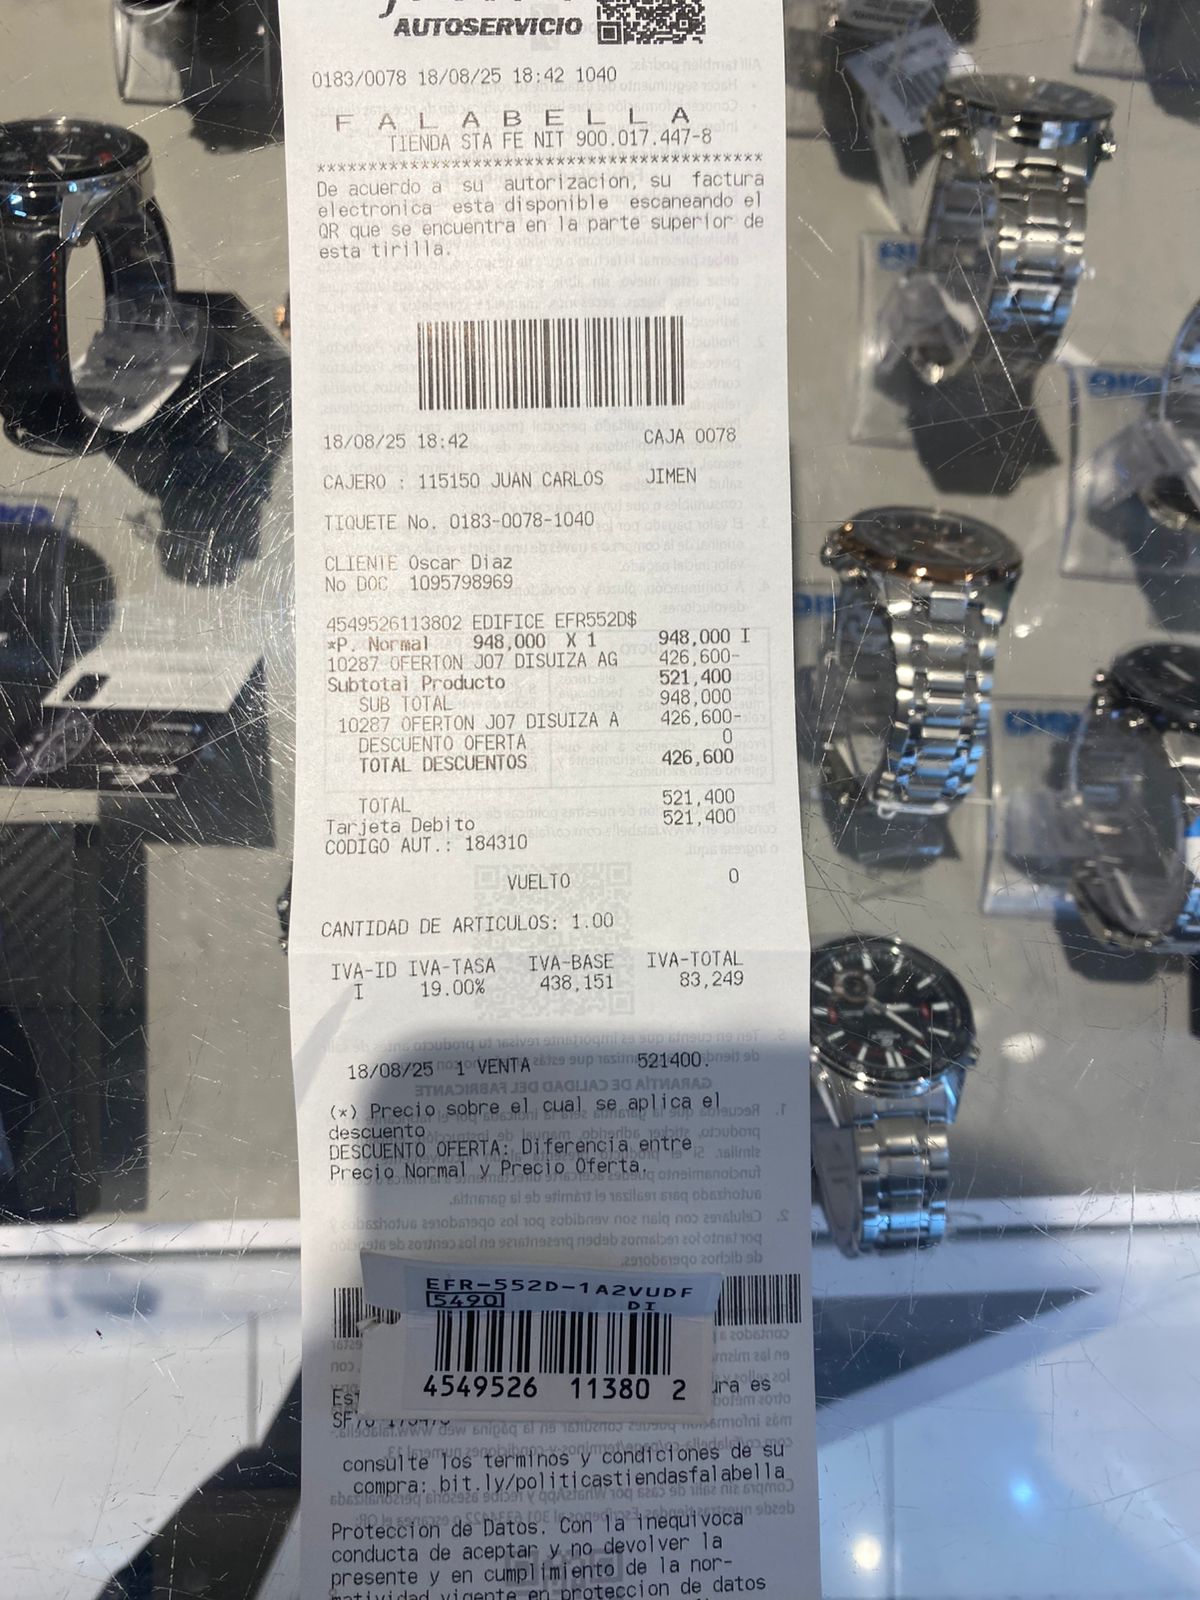 AUTOSERVICIO
0183/0078 18/08/25 18:42 1040
F A L A B E L L A
TIENDA STA FE NIT 900.017.447-8
************************************************
De acuerdo a su autorizacion, su factura
electronica esta disponible escaneando el
QR que se encuentra en la parte superior de
esta tirilla.
18/08/25 18:42 CAJA 0078
CAJERO : 115150 JUAN CARLOS JIMEN
TIQUETE No. 0183-0078-1040
CLIENTE Oscar Diaz
No DOC 1095798969
4549526113802 EDIFICE EFR552D$
*P. Normal 948,000 X 1 948,000 I
10287 OFERTON J07 DISUIZA AG 426,600-
Subtotal Producto 521,400
SUB TOTAL 948,000
10287 OFERTON J07 DISUIZA A 426,600-
DESCUENTO OFERTA 0
TOTAL DESCUENTOS 426,600
TOTAL 521,400
Tarjeta Debito 521,400
CODIGO AUT.: 184310
VUELTO 0
CANTIDAD DE ARTICULOS: 1.00
IVA-ID IVA-TASA IVA-BASE IVA-TOTAL
I 19.00% 438,151 83,249
18/08/25 1 VENTA 521400.
(*) Precio sobre el cual se aplica el
descuento
DESCUENTO OFERTA: Diferencia entre
Precio Normal y Precio Oferta.
EFR-552D-1A2VUDF
5490 DI
4549526 11380 2
es
consulte los terminos y condiciones de su
compra: bit.ly/politicastiendasfalabella
Proteccion de Datos. Con la inequivoca
conducta de aceptar y no devolver la
presente y en cumplimiento de la nor-
matividad vigente en proteccion de datos